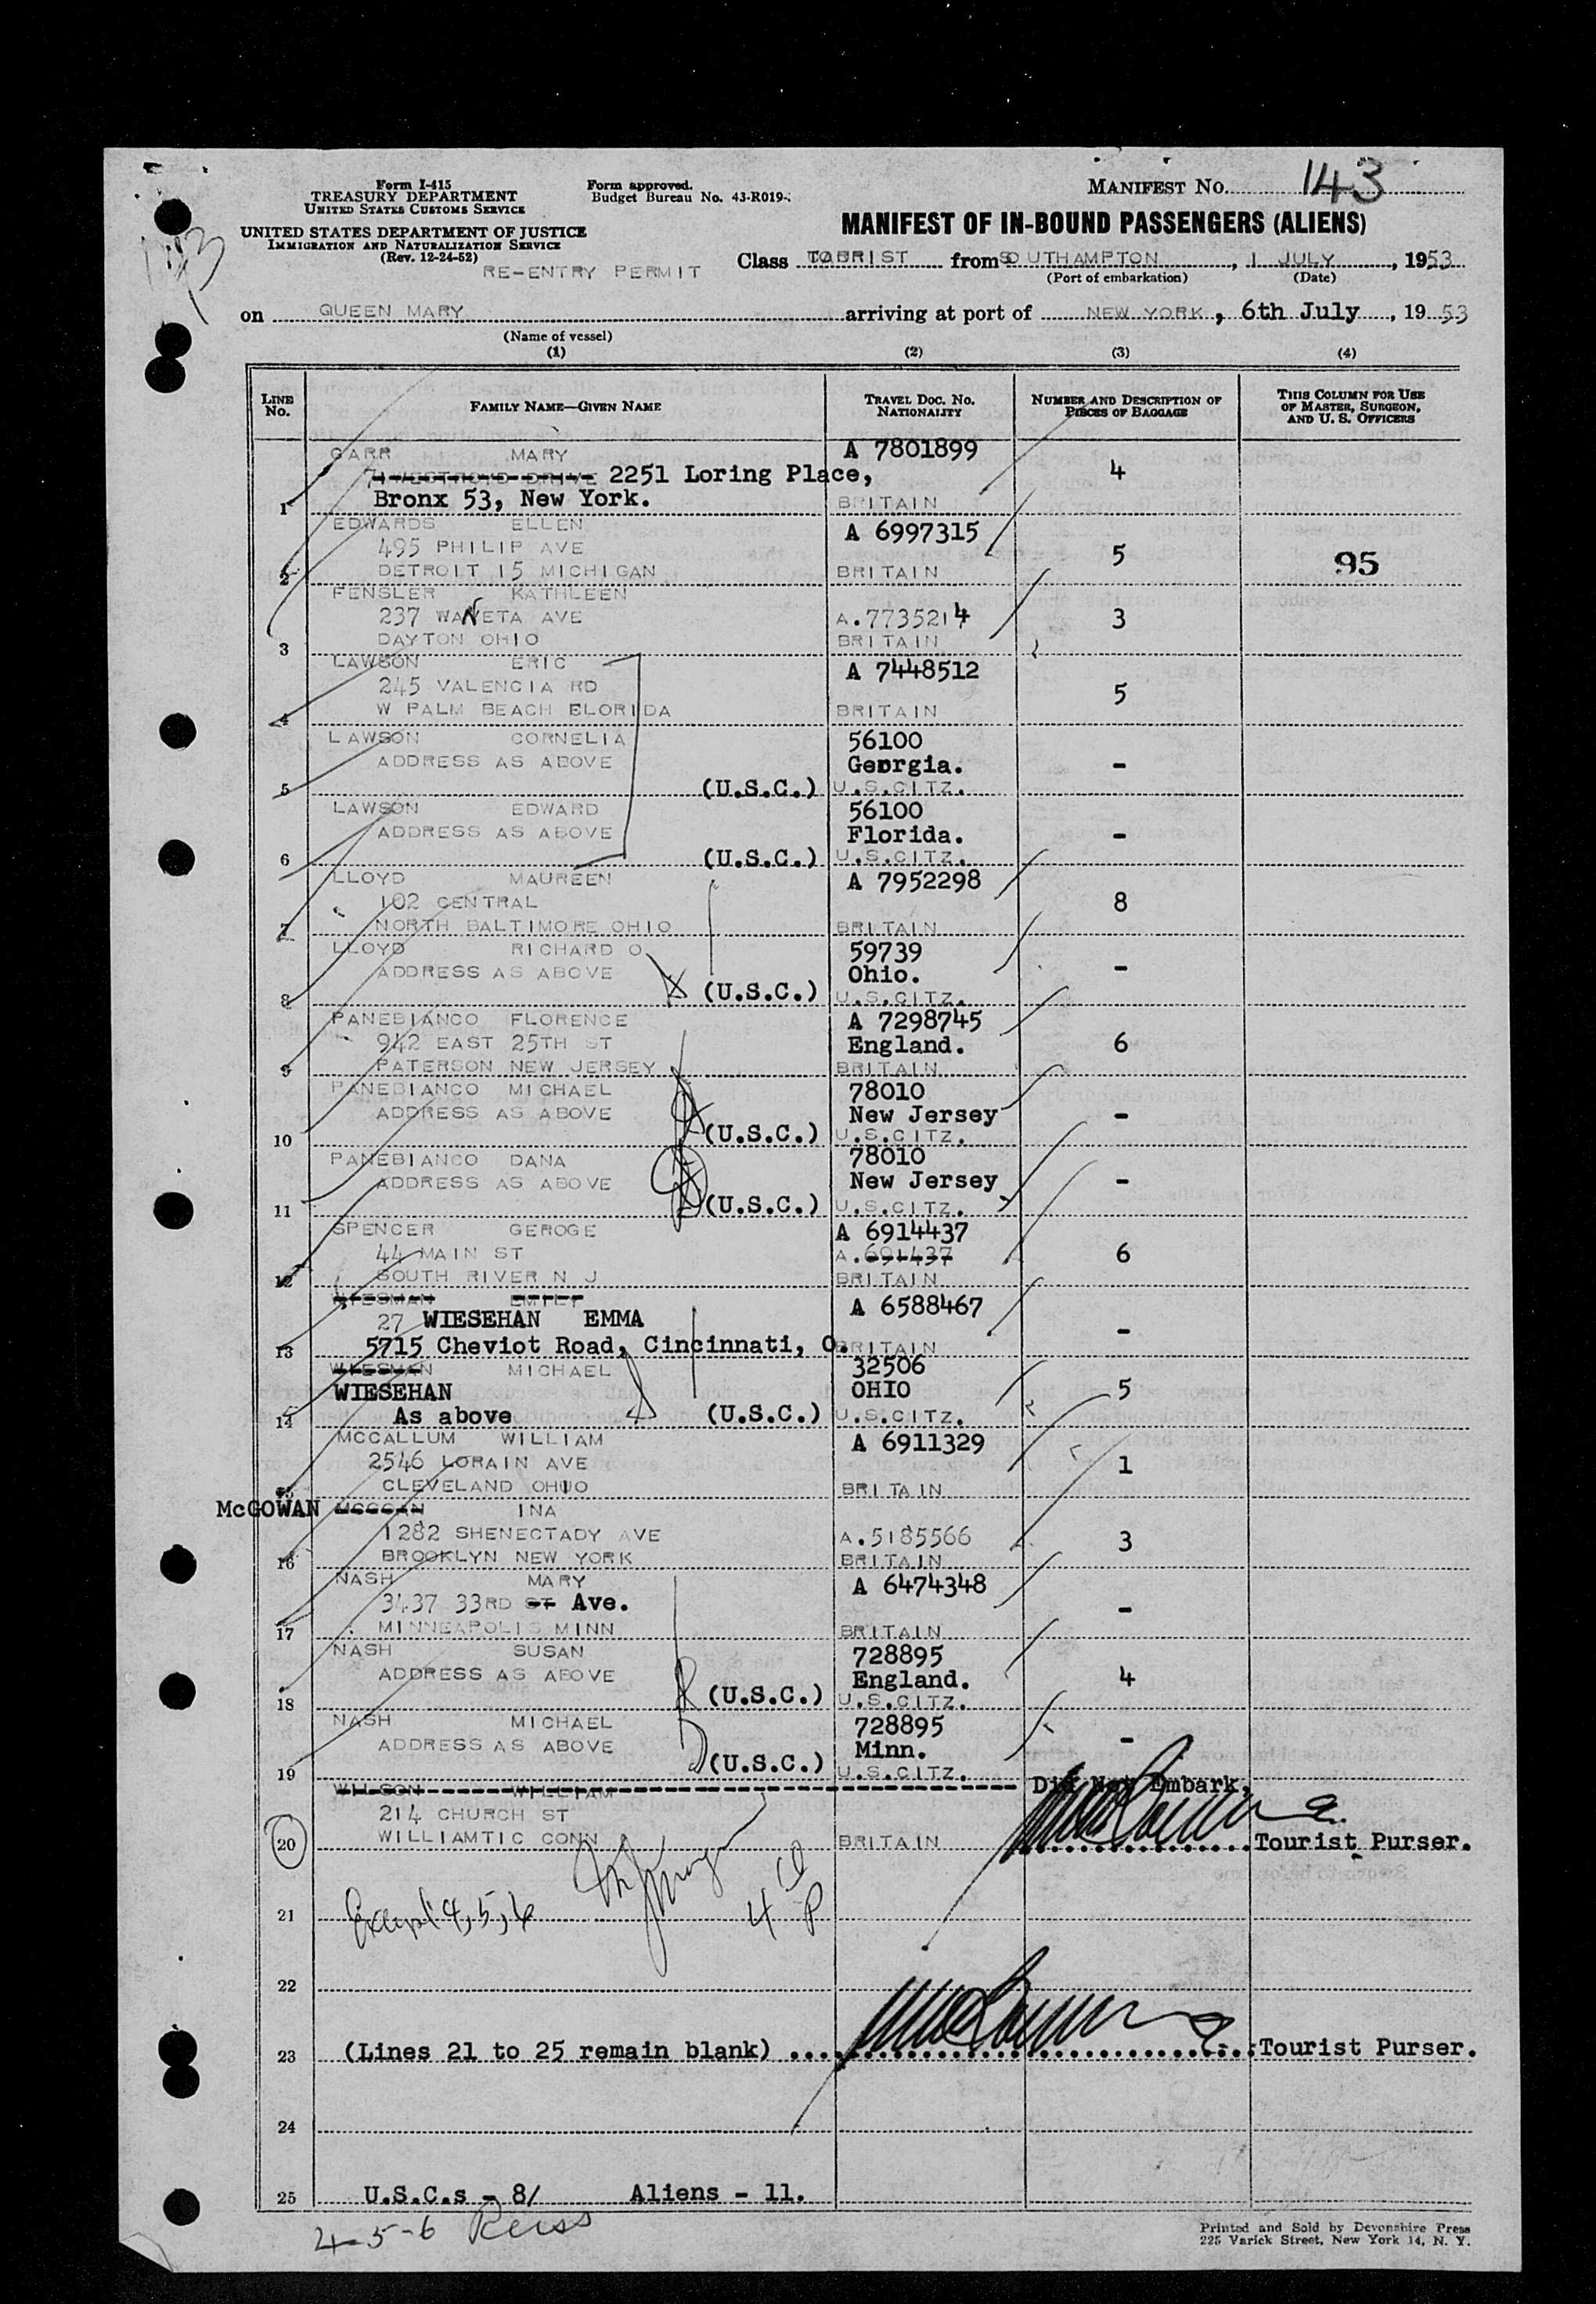 Form I-415
TREASURY DEPARTMENT
UNITED STATES CUSTOMS SERVICE
UNITED STATES DEPARTMENT OF JUSTICE
IMMIGRATION AND NATURALIZATION SERVICE
(Rev. 12-24-52)
Form approved.
Budget Bureau No. 43-R019-
MANIFEST NO. 143
MANIFEST OF IN-BOUND PASSENGERS (ALIENS)
RE-ENTRY PERMIT
Class TOURIST from SOUTHAMPTON, 1 JULY, 1953
(Port of embarkation) (Date)
on QUEEN MARY arriving at port of NEW YORK, 6th July, 1953
(Name of vessel)
(1) (2) (3) (4)
LINE NO. FAMILY NAME—GIVEN NAME TRAVEL DOC. NO. NATIONALITY NUMBER AND DESCRIPTION OF PIECES OF BAGGAGE THIS COLUMN FOR USE OF MASTER, SURGEON, AND U. S. OFFICERS
CARR MARY A 7801899
2251 Loring Place, 4
1 Bronx 53, New York. BRITAIN
EDWARDS ELLEN A 6997315
495 PHILIP AVE 5 95
2 DETROIT 15 MICHIGAN BRITAIN
FENSLER KATHLEEN
237 WANETA AVE A.7735214 3
3 DAYTON OHIO BRITAIN
LAWSON ERIC A 7448512
245 VALENCIA RD 5
4 W PALM BEACH FLORIDA BRITAIN
LAWSON CORNELIA 56100
ADDRESS AS ABOVE Georgia. -
5 (U.S.C.) U.S.CITZ.
LAWSON EDWARD 56100
ADDRESS AS ABOVE Florida. -
6 (U.S.C.) U.S.CITZ.
LLOYD MAUREEN A 7952298
102 CENTRAL 8
7 NORTH BALTIMORE OHIO BRITAIN
LLOYD RICHARD O 59739
ADDRESS AS ABOVE Ohio. -
8 (U.S.C.) U.S.CITZ.
PANEBIANCO FLORENCE A 7298745
942 EAST 25TH ST England. 6
9 PATERSON NEW JERSEY BRITAIN
PANEBIANCO MICHAEL 78010
ADDRESS AS ABOVE New Jersey -
10 (U.S.C.) U.S.CITZ.
PANEBIANCO DANA 78010
ADDRESS AS ABOVE New Jersey -
11 (U.S.C.) U.S.CITZ.
SPENCER GEROGE A 6914437
44 MAIN ST A.691437 6
12 SOUTH RIVER N J BRITAIN
WIESMAN EMILY A 6588467
27 WIESEHAN EMMA -
13 5715 Cheviot Road, Cincinnati, O. BRITAIN
WIESMAN MICHAEL 32506
WIESEHAN OHIO 5
14 As above (U.S.C.) U.S.CITZ.
MCCALLUM WILLIAM A 6911329
2546 LORAIN AVE 1
15 CLEVELAND OHIO BRITAIN
McGOWAN INA
1282 SHENECTADY AVE A.5185566 3
16 BROOKLYN NEW YORK BRITAIN
NASH MARY A 6474348
3437 33RD ST Ave. -
17 MINNEAPOLIS MINN BRITAIN
NASH SUSAN 728895
ADDRESS AS ABOVE England. 4
18 (U.S.C.) U.S.CITZ.
NASH MICHAEL 728895
ADDRESS AS ABOVE Minn. -
19 (U.S.C.) U.S.CITZ.
WILSON WILLIAM Did Not Embark,
214 CHURCH ST
20 WILLIAMTIC CONN BRITAIN Tourist Purser.
21 Except 4,5,6
22
23 (Lines 21 to 25 remain blank) Tourist Purser.
24
25 U.S.C.s - 8/ Aliens - 11.
4-5-6 Reiss
Printed and Sold by Devonshire Press
225 Varick Street, New York 14, N. Y.